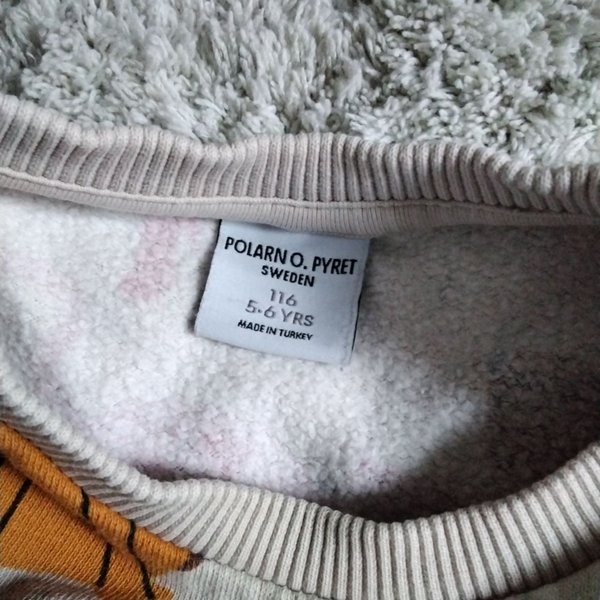 POLARN O. PYRET
SWEDEN
116
5-6 YRS
MADE IN TURKEY